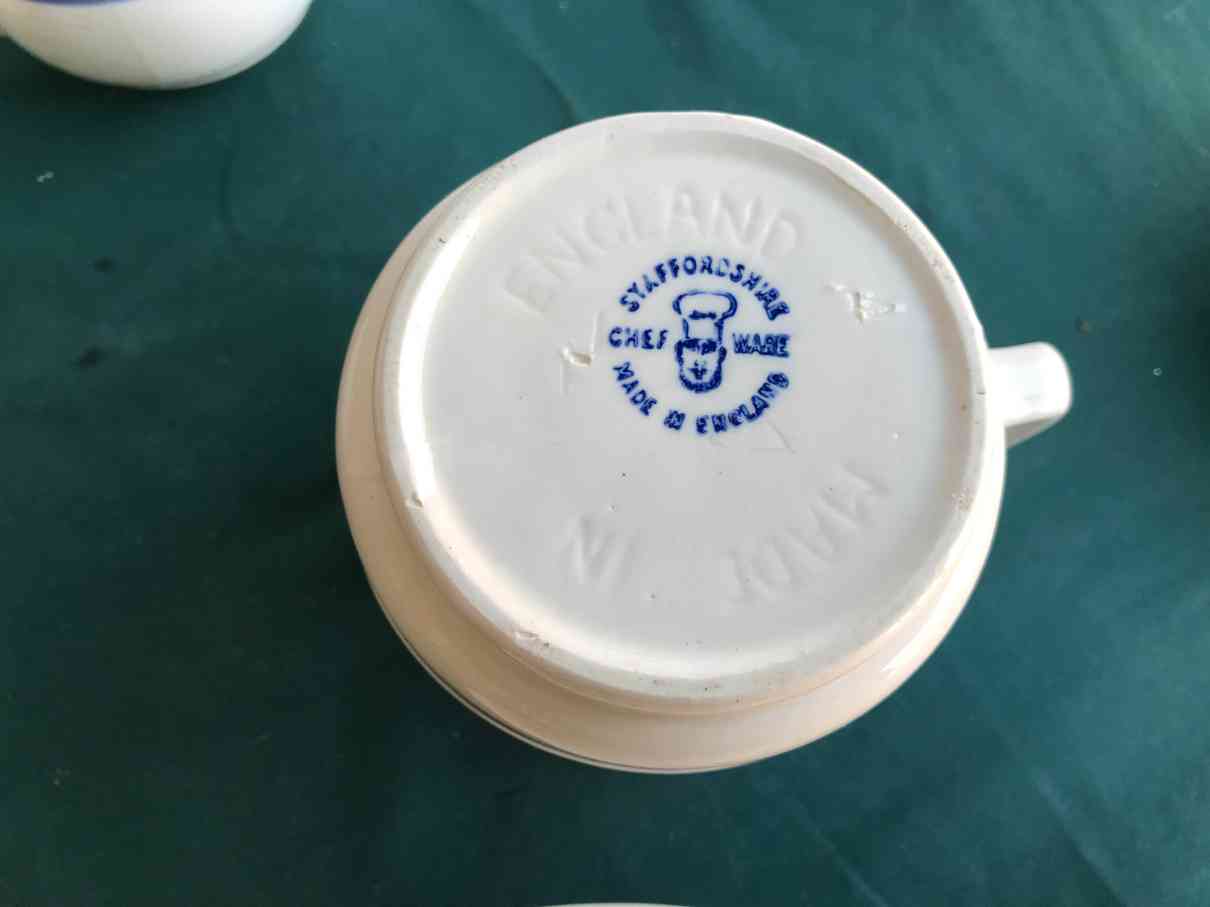 ENGLAND
STAFFORDSHIRE
CHEF WARE
MADE IN ENGLAND
MADE IN